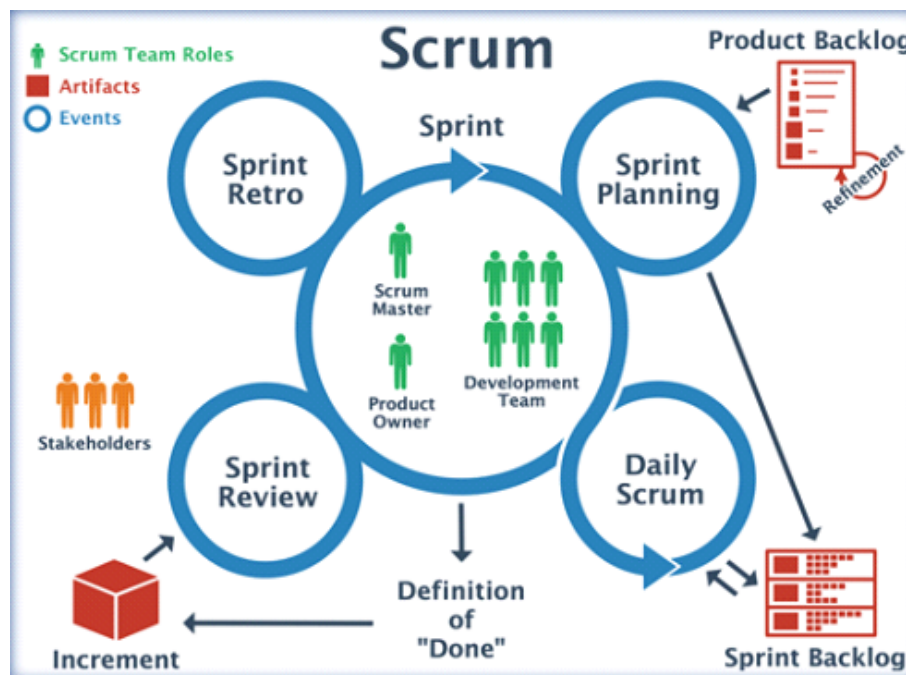 Scrum
Scrum Team Roles
Artifacts
Events
Product Backlog
Refinement
Sprint
Sprint
Retro
Sprint
Planning
Scrum
Master
Product
Owner
Development
Team
Stakeholders
Sprint
Review
Daily
Scrum
Definition
of
"Done"
Increment
Sprint Backlog